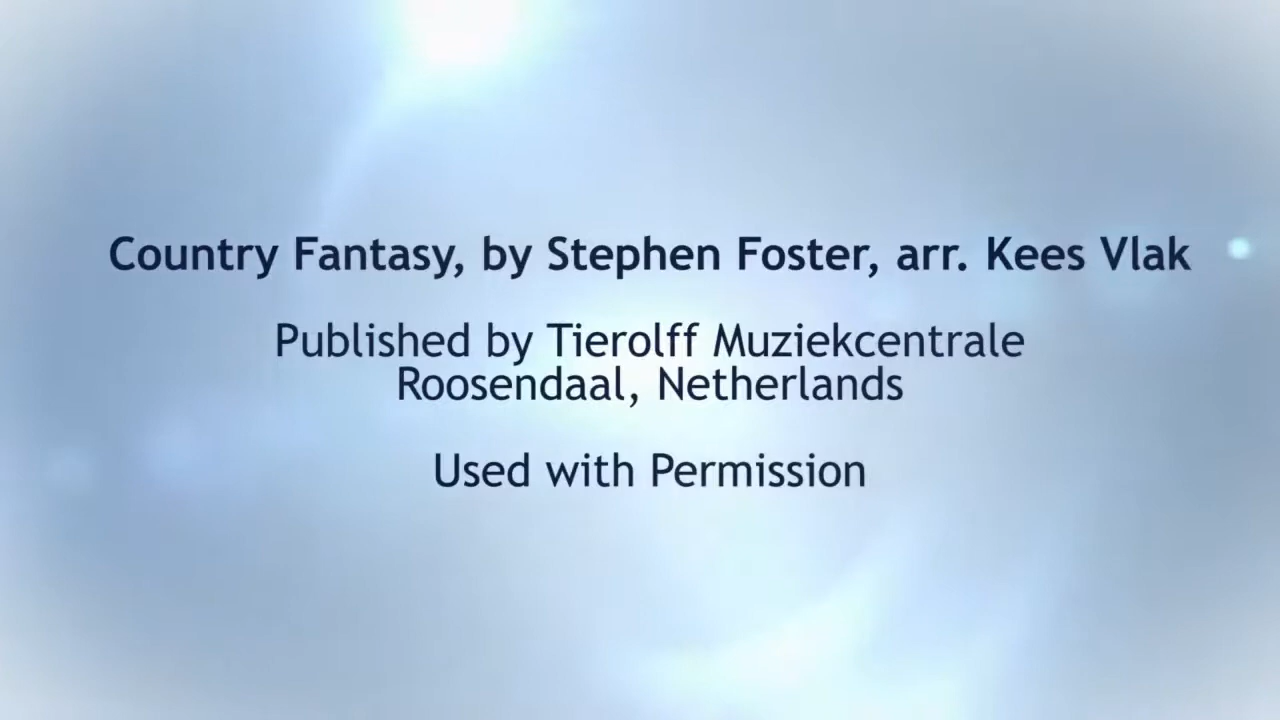 Country Fantasy, by Stephen Foster, arr. Kees Vlak
Published by Tierolff Muziekcentrale
Roosendaal, Netherlands
Used with Permission